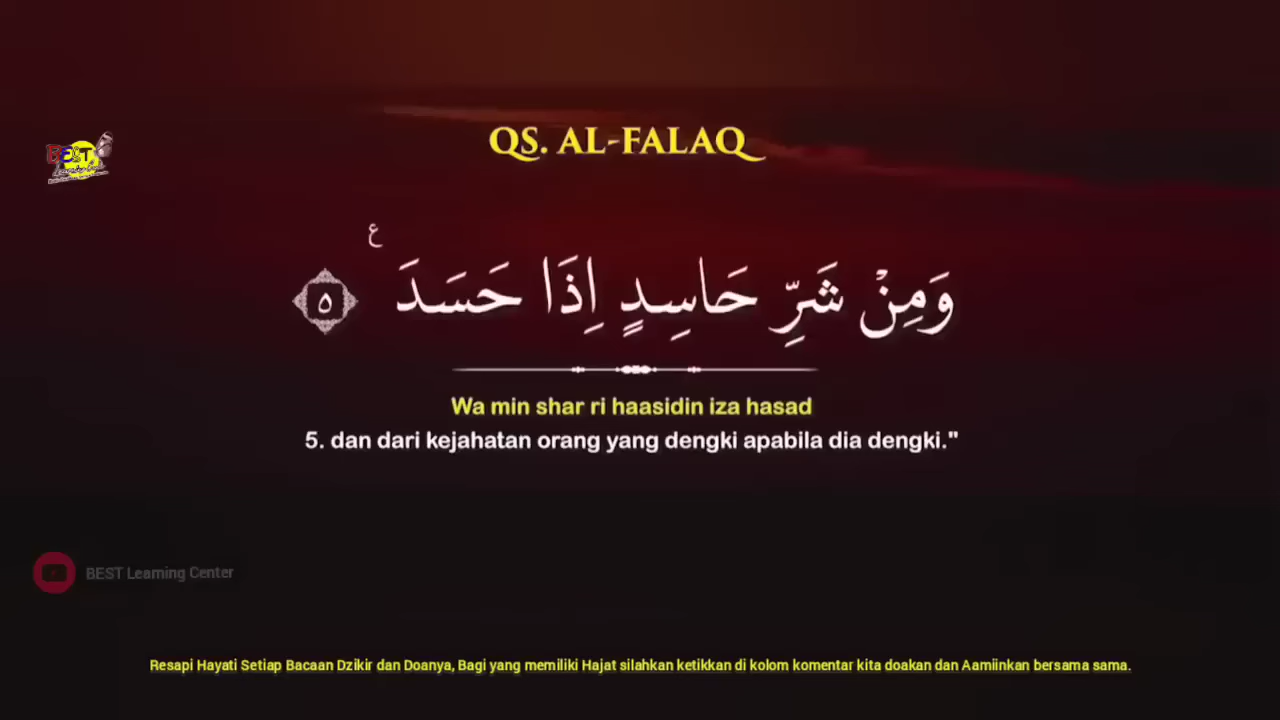 QS. AL-FALAQ
BEST
ع
وَمِنْ شَرِّ حَاسِدٍ اِذَا حَسَدَ ٥
Wa min shar ri haasidin iza hasad
5. dan dari kejahatan orang yang dengki apabila dia dengki."
BEST Learning Center
Resapi Hayati Setiap Bacaan Dzikir dan Doanya, Bagi yang memiliki Hajat silahkan ketikkan di kolom komentar kita doakan dan Aamiinkan bersama sama.